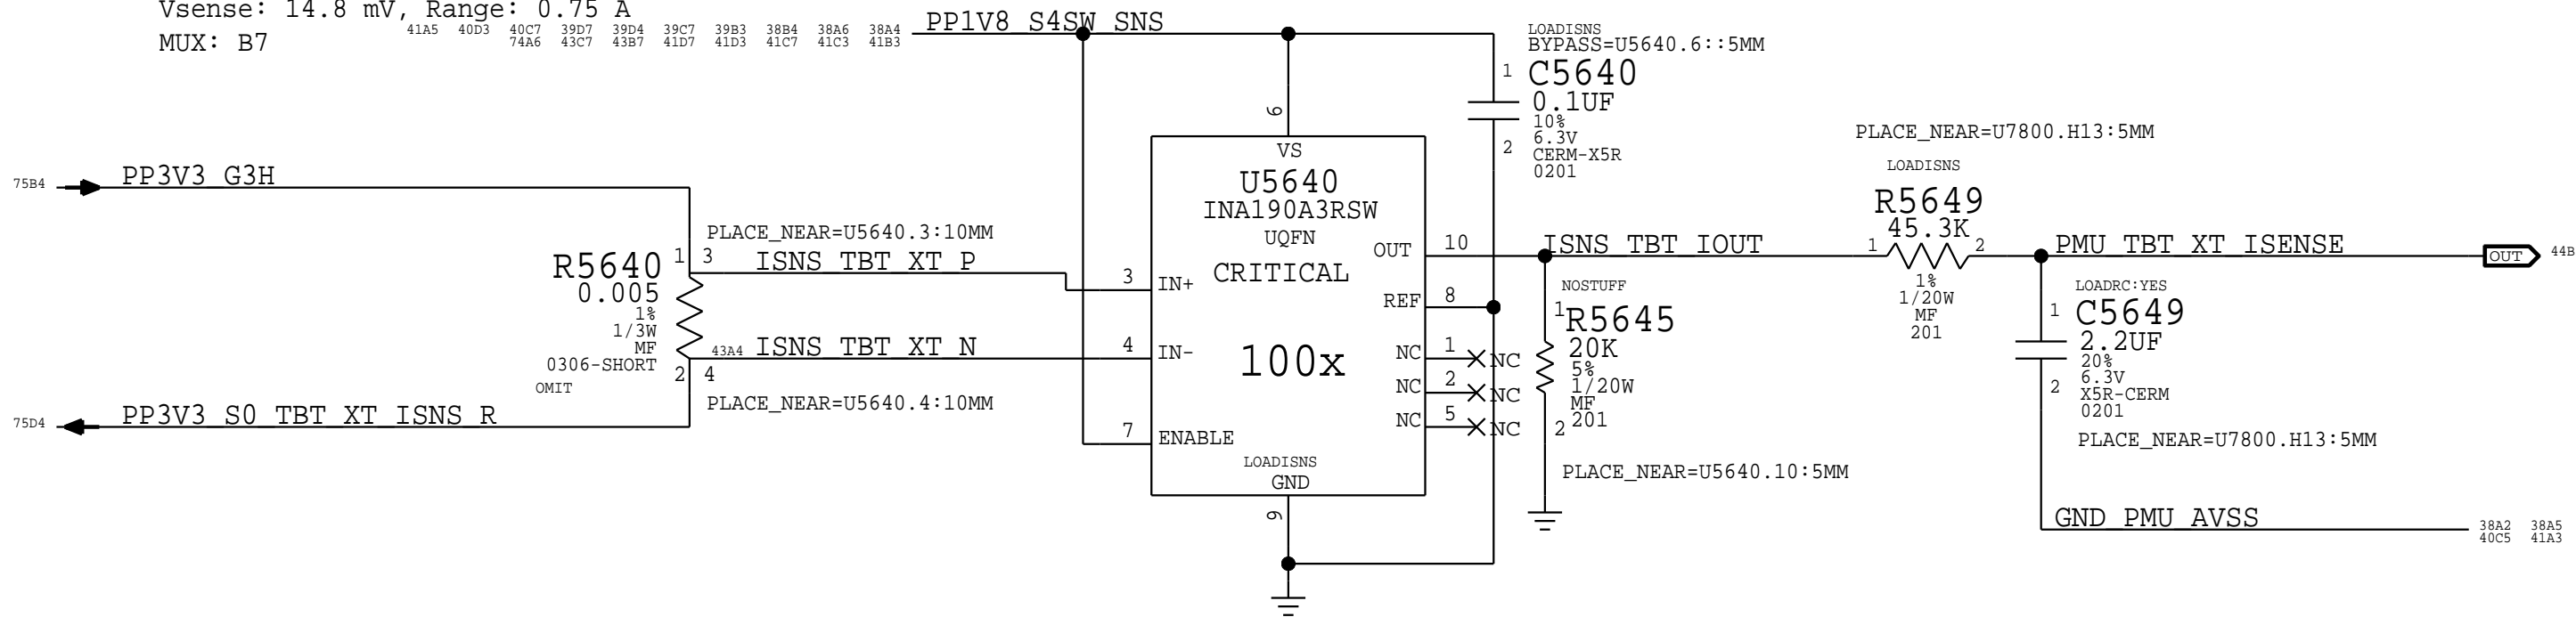 Vsense: 14.8 mV, Range: 0.75 A
MUX: B7
41A5 40D3 40C7 39D7 39D4 39C7 39B3 38B4 38A6 38A4
74A6 43C7 43B7 41D7 41D3 41C7 41C3 41B3
PP1V8_S4SW_SNS
LOADISNS
BYPASS=U5640.6::5MM
1
C5640
0.1UF
10%
6.3V
2
CERM-X5R
0201
6
VS
U5640
INA190A3RSW
UQFN
CRITICAL
100x
LOADISNS
GND
9
75B4
PP3V3_G3H
PLACE_NEAR=U5640.3:10MM
1 3
ISNS_TBT_XT_P
3
IN+
R5640
0.005
1%
1/3W
MF
0306-SHORT
OMIT
43A4
ISNS_TBT_XT_N
4
IN-
2 4
PLACE_NEAR=U5640.4:10MM
75D4
PP3V3_S0_TBT_XT_ISNS_R
7
ENABLE
OUT
10
REF
8
NC
1
NC
NC
2
NC
NC
5
NC
ISNS_TBT_IOUT
NOSTUFF
1
R5645
20K
5%
1/20W
MF
201
2
PLACE_NEAR=U5640.10:5MM
PLACE_NEAR=U7800.H13:5MM
LOADISNS
R5649
45.3K
1
2
1%
1/20W
MF
201
PMU_TBT_XT_ISENSE
OUT
44B
LOADRC:YES
1
C5649
2.2UF
20%
6.3V
2
X5R-CERM
0201
PLACE_NEAR=U7800.H13:5MM
GND_PMU_AVSS
38A2 38A5
40C5 41A3